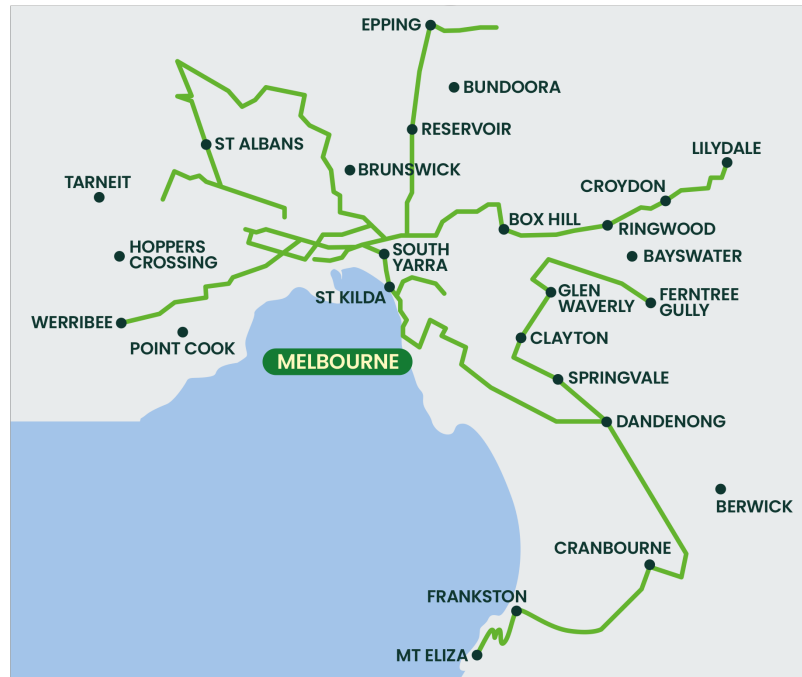 EPPING
BUNDOORA
RESERVOIR
ST ALBANS
LILYDALE
BRUNSWICK
TARNEIT
CROYDON
BOX HILL
RINGWOOD
HOPPERS
CROSSING
SOUTH
YARRA
BAYSWATER
ST KILDA
GLEN
WAVERLY
FERNTREE
GULLY
WERRIBEE
POINT COOK
CLAYTON
MELBOURNE
SPRINGVALE
DANDENONG
BERWICK
CRANBOURNE
FRANKSTON
MT ELIZA